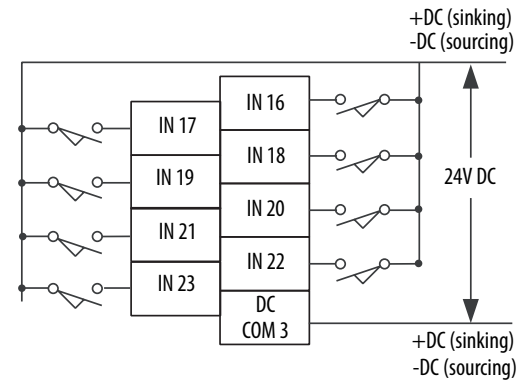 +DC (sinking)
-DC (sourcing)
IN 16
IN 17
IN 18
IN 19
24V DC
IN 20
IN 21
IN 22
IN 23
DC
COM 3
+DC (sinking)
-DC (sourcing)